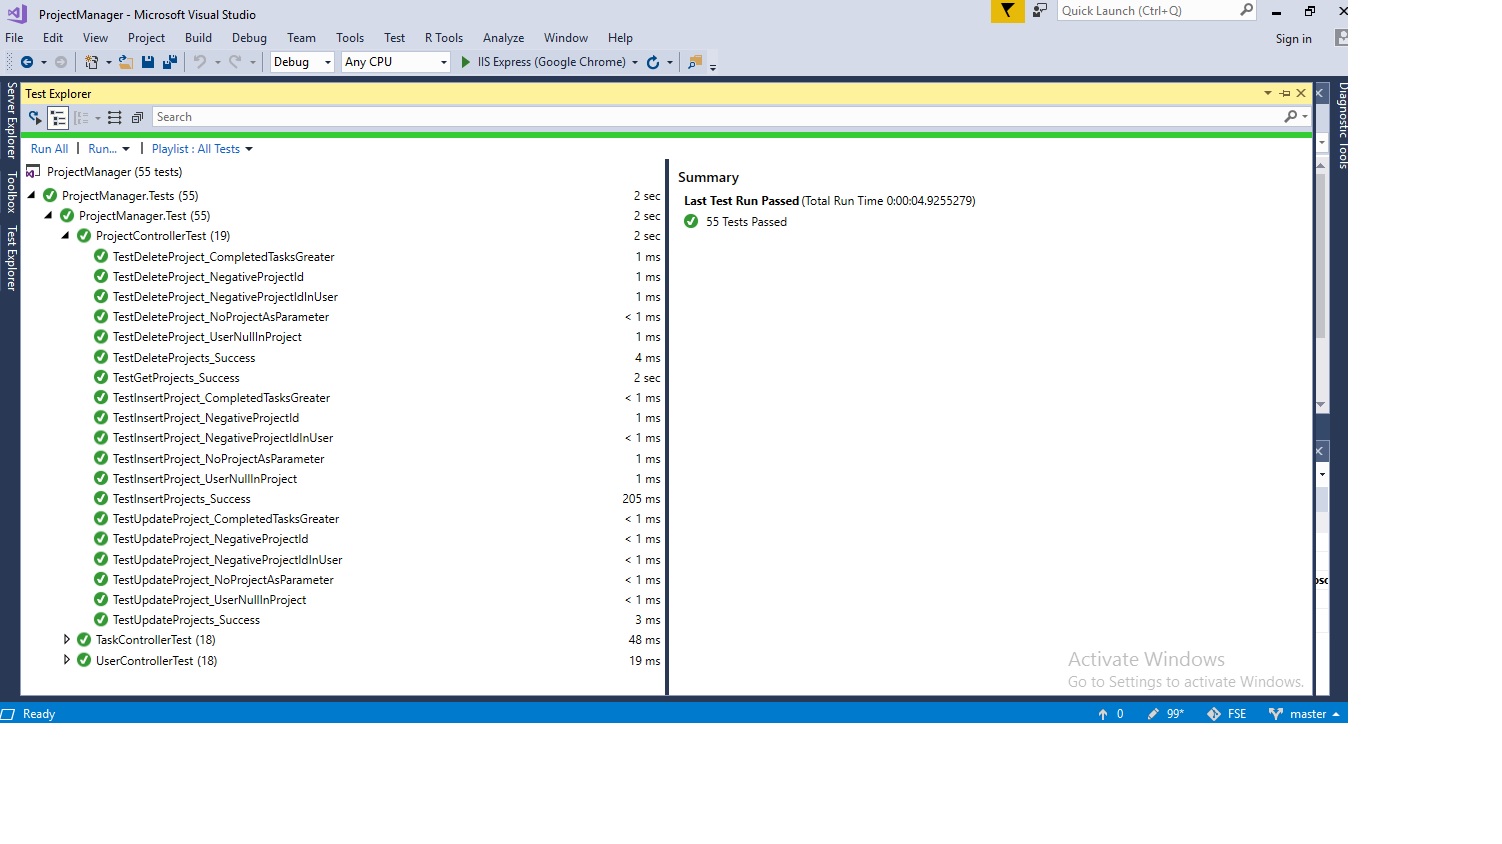 ProjectManager - Microsoft Visual Studio
Quick Launch (Ctrl+Q)
File Edit View Project Build Debug Team Tools Test R Tools Analyze Window Help
Sign in
Debug Any CPU IIS Express (Google Chrome)
Server Explorer
Toolbox
Test Explorer
Test Explorer
Search
Run All | Run... | Playlist : All Tests
ProjectManager (55 tests)
ProjectManager.Tests (55) 2 sec
ProjectManager.Test (55) 2 sec
ProjectControllerTest (19) 2 sec
TestDeleteProject_CompletedTasksGreater 1 ms
TestDeleteProject_NegativeProjectId 1 ms
TestDeleteProject_NegativeProjectIdInUser 1 ms
TestDeleteProject_NoProjectAsParameter < 1 ms
TestDeleteProject_UserNullInProject 1 ms
TestDeleteProjects_Success 4 ms
TestGetProjects_Success 2 sec
TestInsertProject_CompletedTasksGreater < 1 ms
TestInsertProject_NegativeProjectId 1 ms
TestInsertProject_NegativeProjectIdInUser < 1 ms
TestInsertProject_NoProjectAsParameter 1 ms
TestInsertProject_UserNullInProject 1 ms
TestInsertProjects_Success 205 ms
TestUpdateProject_CompletedTasksGreater < 1 ms
TestUpdateProject_NegativeProjectId < 1 ms
TestUpdateProject_NegativeProjectIdInUser < 1 ms
TestUpdateProject_NoProjectAsParameter < 1 ms
TestUpdateProject_UserNullInProject < 1 ms
TestUpdateProjects_Success 3 ms
TaskControllerTest (18) 48 ms
UserControllerTest (18) 19 ms
Summary
Last Test Run Passed (Total Run Time 0:00:04.9255279)
55 Tests Passed
Diagnostic Tools
Activate Windows
Go to Settings to activate Windows.
Ready 0 99* FSE master